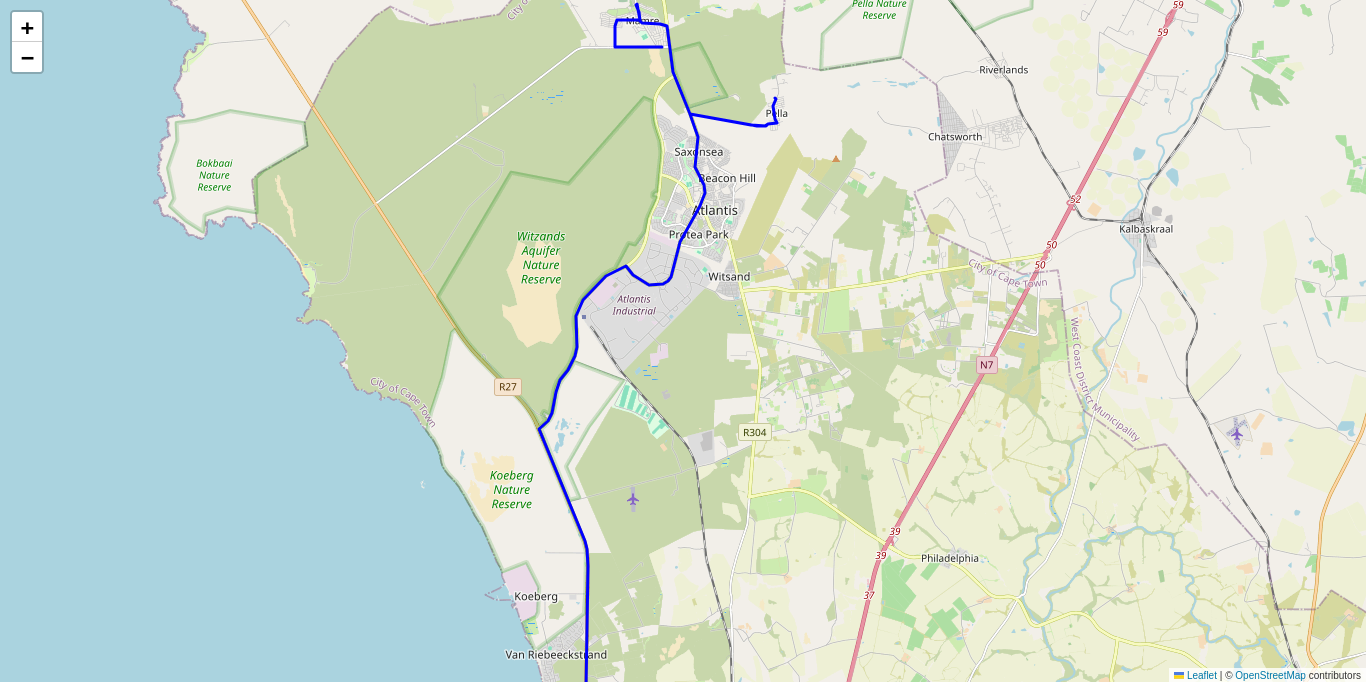 +
−
City of
Mamre
Pella Nature
Reserve
59
59
Riverlands
Pella
Chatsworth
Saxonsea
Bokbaai
Nature
Reserve
Beacon Hill
52
Atlantis
Kalbaskraal
Protea Park
Witzands
Aquifer
Nature
Reserve
50
50
City of Cape Town
Witsand
Atlantis
Industrial
West Coast District Municipality
N7
R27
City of Cape Town
R304
Koeberg
Nature
Reserve
39
39
Philadelphia
37
Koeberg
Van Riebeeckstrand
Leaflet | © OpenStreetMap contributors